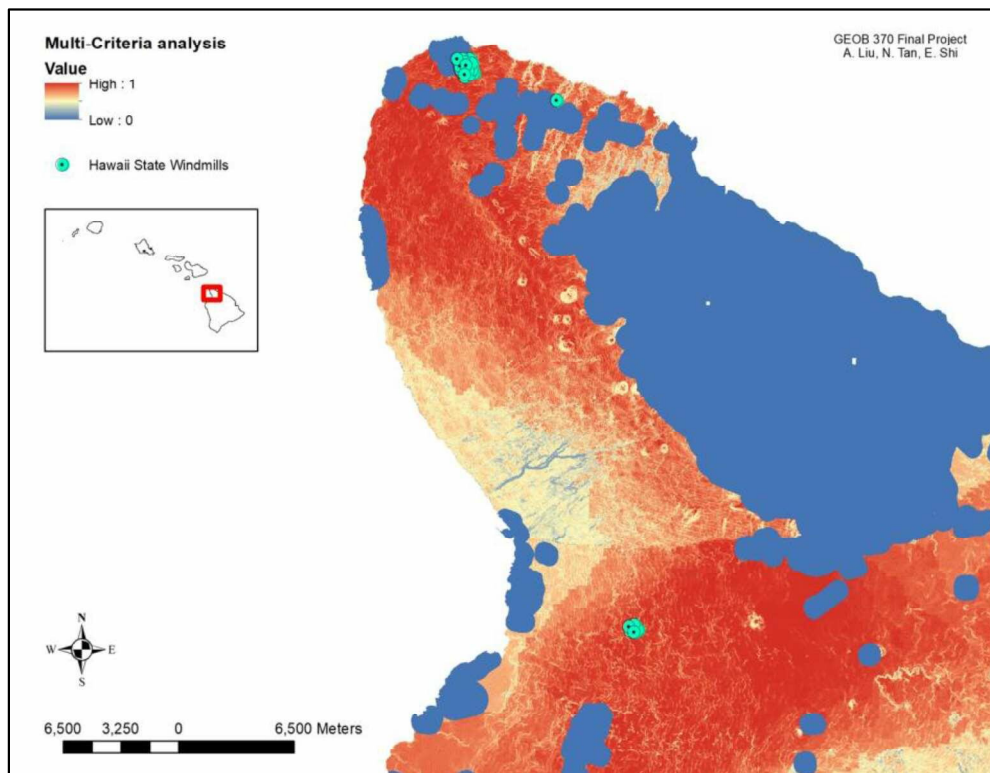 Multi-Criteria analysis
Value
High : 1
Low : 0
Hawaii State Windmills
GEOB 370 Final Project
A. Liu, N. Tan, E. Shi
N
W E
S
6,500 3,250 0 6,500 Meters